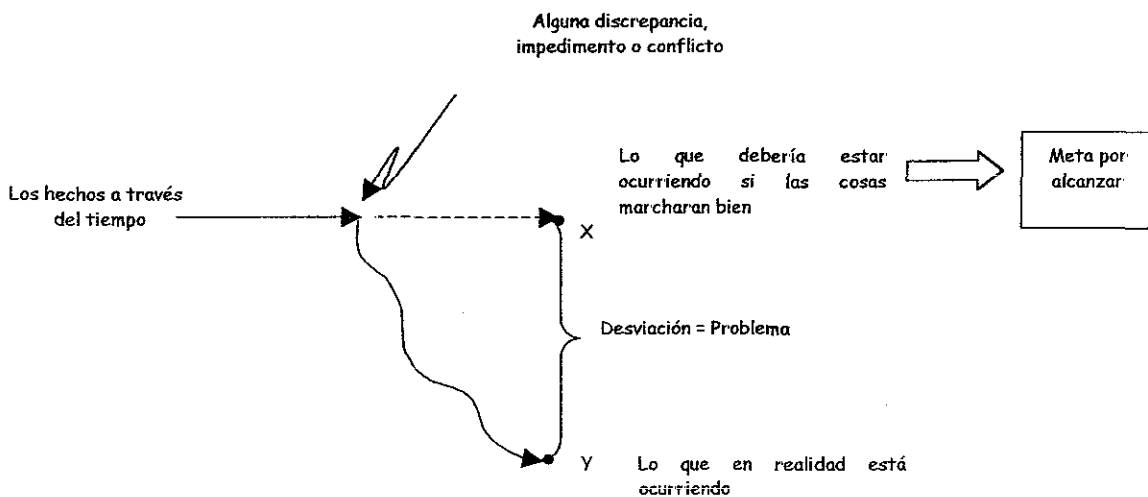 Alguna discrepancia,
impedimento o conflicto
Los hechos a través
del tiempo
Lo que debería estar
ocurriendo si las cosas
marcharan bien
Meta por
alcanzar
X
Desviación = Problema
Y
Lo que en realidad está
ocurriendo